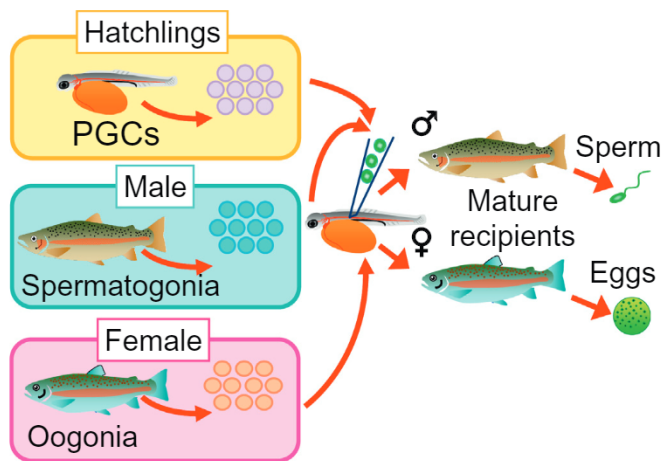 Hatchlings
PGCs
Male
Spermatogonia
Female
Oogonia
♂
♀
Mature
recipients
Sperm
Eggs